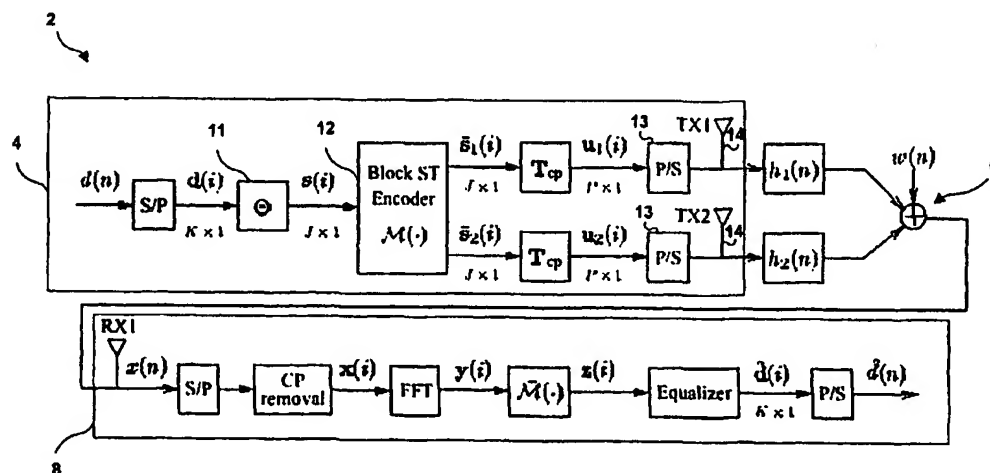 2
4
11
12
13
TX1
14
d(n)
S/P
d(i)
K × 1
Θ
s(i)
J × 1
Block ST
Encoder
M(·)
s̄₁(i)
J × 1
T_cp
u₁(i)
P × 1
P/S
h₁(n)
w(n)
+
s̄₂(i)
J × 1
T_cp
u₂(i)
P × 1
13
P/S
TX2
14
h₂(n)
RX1
x(n)
S/P
CP
removal
x(i)
FFT
y(i)
M̄(·)
z(i)
Equalizer
d̂(i)
K × 1
P/S
d̂(n)
8